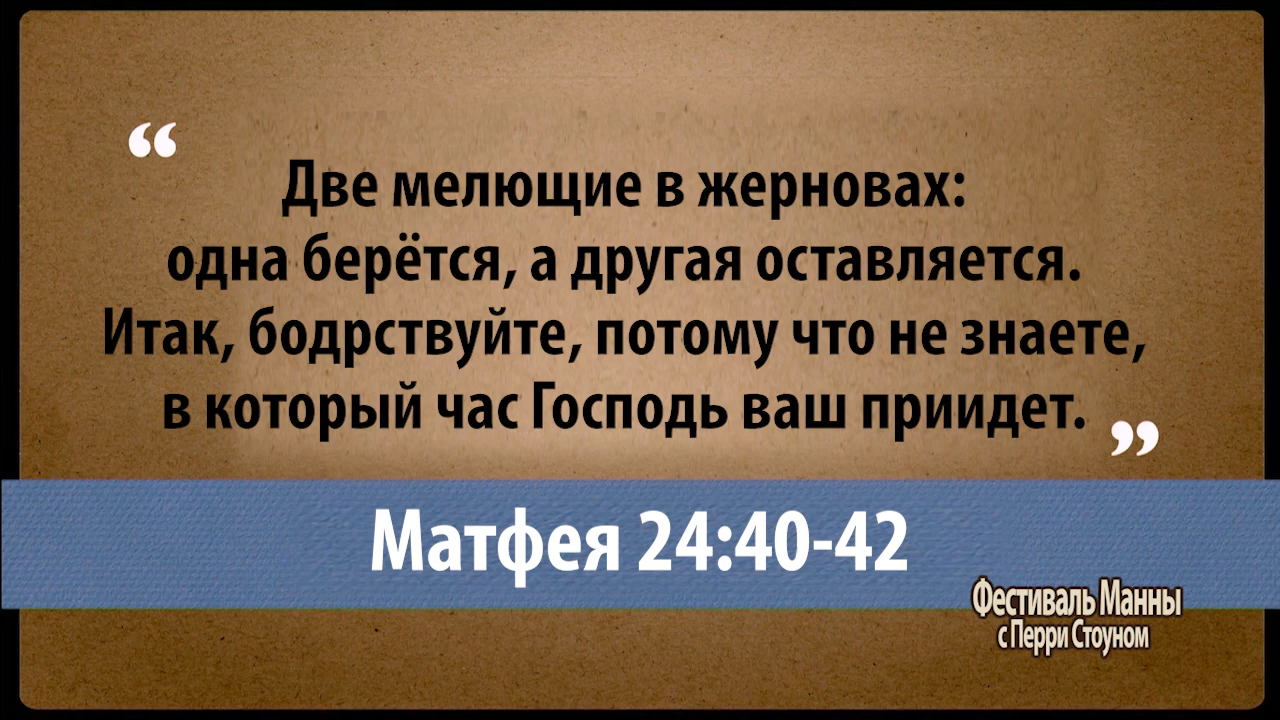 “
Две мелющие в жерновах:
одна берётся, а другая оставляется.
Итак, бодрствуйте, потому что не знаете,
в который час Господь ваш приидет.
”
Матфея 24:40-42
Фестиваль Манны
с Перри Стоуном